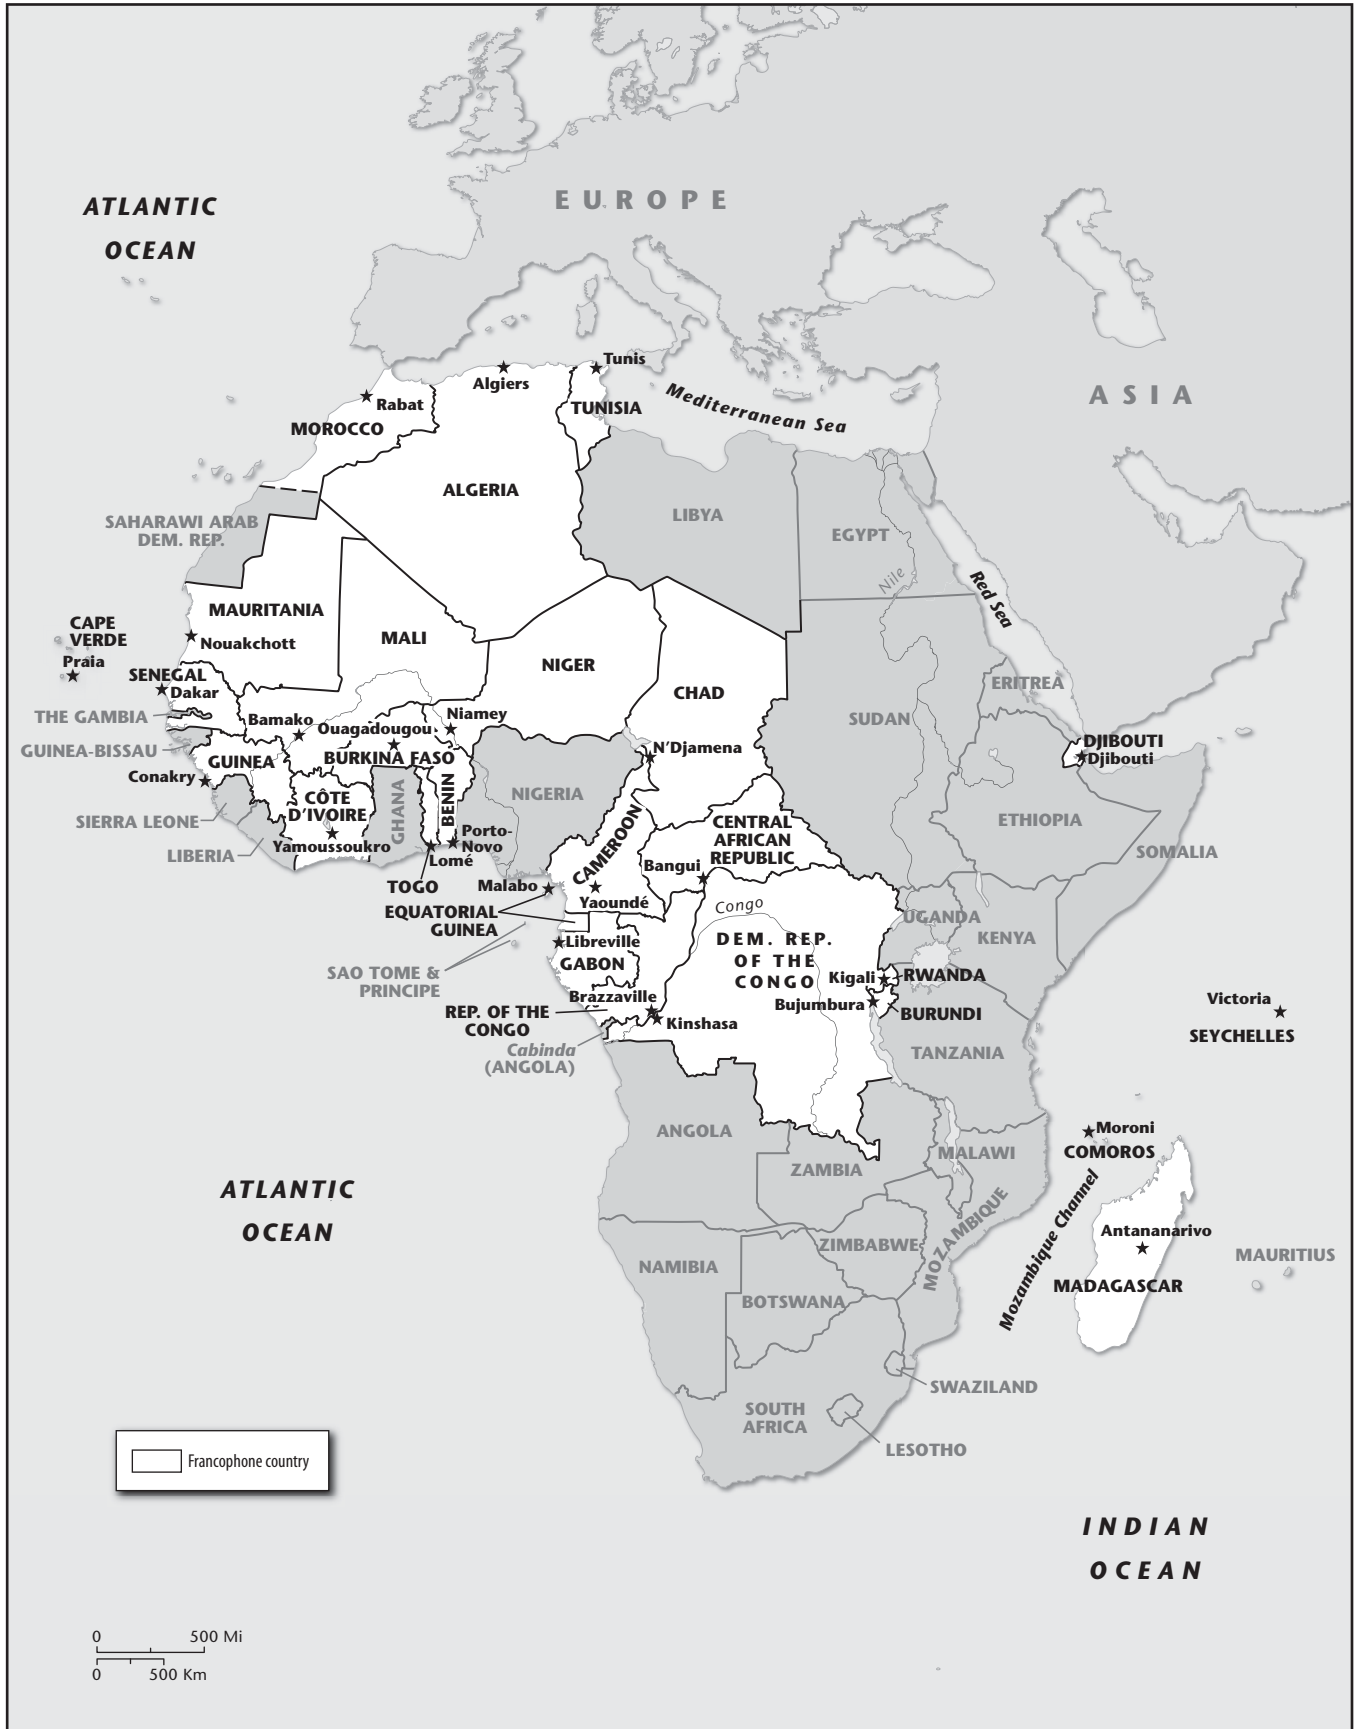 EUROPE
ATLANTIC
OCEAN
ASIA
Tunis
Algiers
Mediterranean Sea
Rabat
TUNISIA
MOROCCO
ALGERIA
LIBYA
EGYPT
SAHARAWI ARAB
DEM. REP.
Nile
Red Sea
MAURITANIA
CAPE
VERDE
Praia
Nouakchott
MALI
NIGER
CHAD
SENEGAL
Dakar
ERITREA
THE GAMBIA
Bamako
Ouagadougou
Niamey
SUDAN
GUINEA-BISSAU
GUINEA
BURKINA FASO
N'Djamena
DJIBOUTI
Djibouti
Conakry
CÔTE
D'IVOIRE
GHANA
BENIN
NIGERIA
SIERRA LEONE
ETHIOPIA
CENTRAL
AFRICAN
REPUBLIC
CAMEROON
Yamoussoukro
Porto-
Novo
Lomé
LIBERIA
SOMALIA
Bangui
TOGO
Malabo
Yaoundé
EQUATORIAL
GUINEA
Congo
UGANDA
KENYA
DEM. REP.
OF THE
CONGO
Libreville
GABON
SAO TOME &
PRINCIPE
Kigali
RWANDA
Brazzaville
Bujumbura
BURUNDI
Victoria
SEYCHELLES
REP. OF THE
CONGO
Kinshasa
Cabinda
(ANGOLA)
TANZANIA
ANGOLA
Moroni
COMOROS
MALAWI
ZAMBIA
ATLANTIC
OCEAN
Mozambique Channel
MOZAMBIQUE
Antananarivo
ZIMBABWE
MAURITIUS
NAMIBIA
MADAGASCAR
BOTSWANA
SWAZILAND
SOUTH
AFRICA
LESOTHO
Francophone country
INDIAN
OCEAN
0 500 Mi
0 500 Km